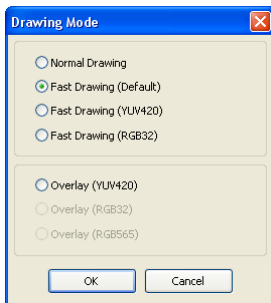 Drawing Mode
Normal Drawing
Fast Drawing (Default)
Fast Drawing (YUV420)
Fast Drawing (RGB32)
Overlay (YUV420)
Overlay (RGB32)
Overlay (RGB565)
OK
Cancel